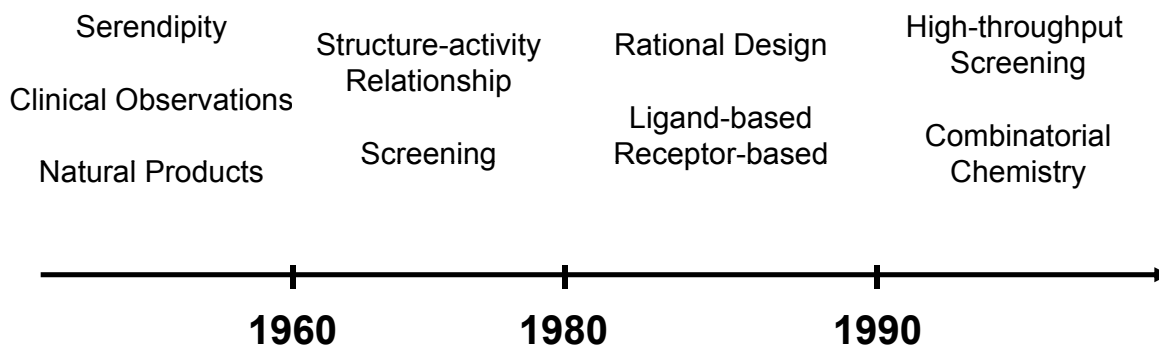 Serendipity
Clinical Observations
Natural Products
Structure-activity
Relationship
Screening
Rational Design
Ligand-based
Receptor-based
High-throughput
Screening
Combinatorial
Chemistry
1960
1980
1990